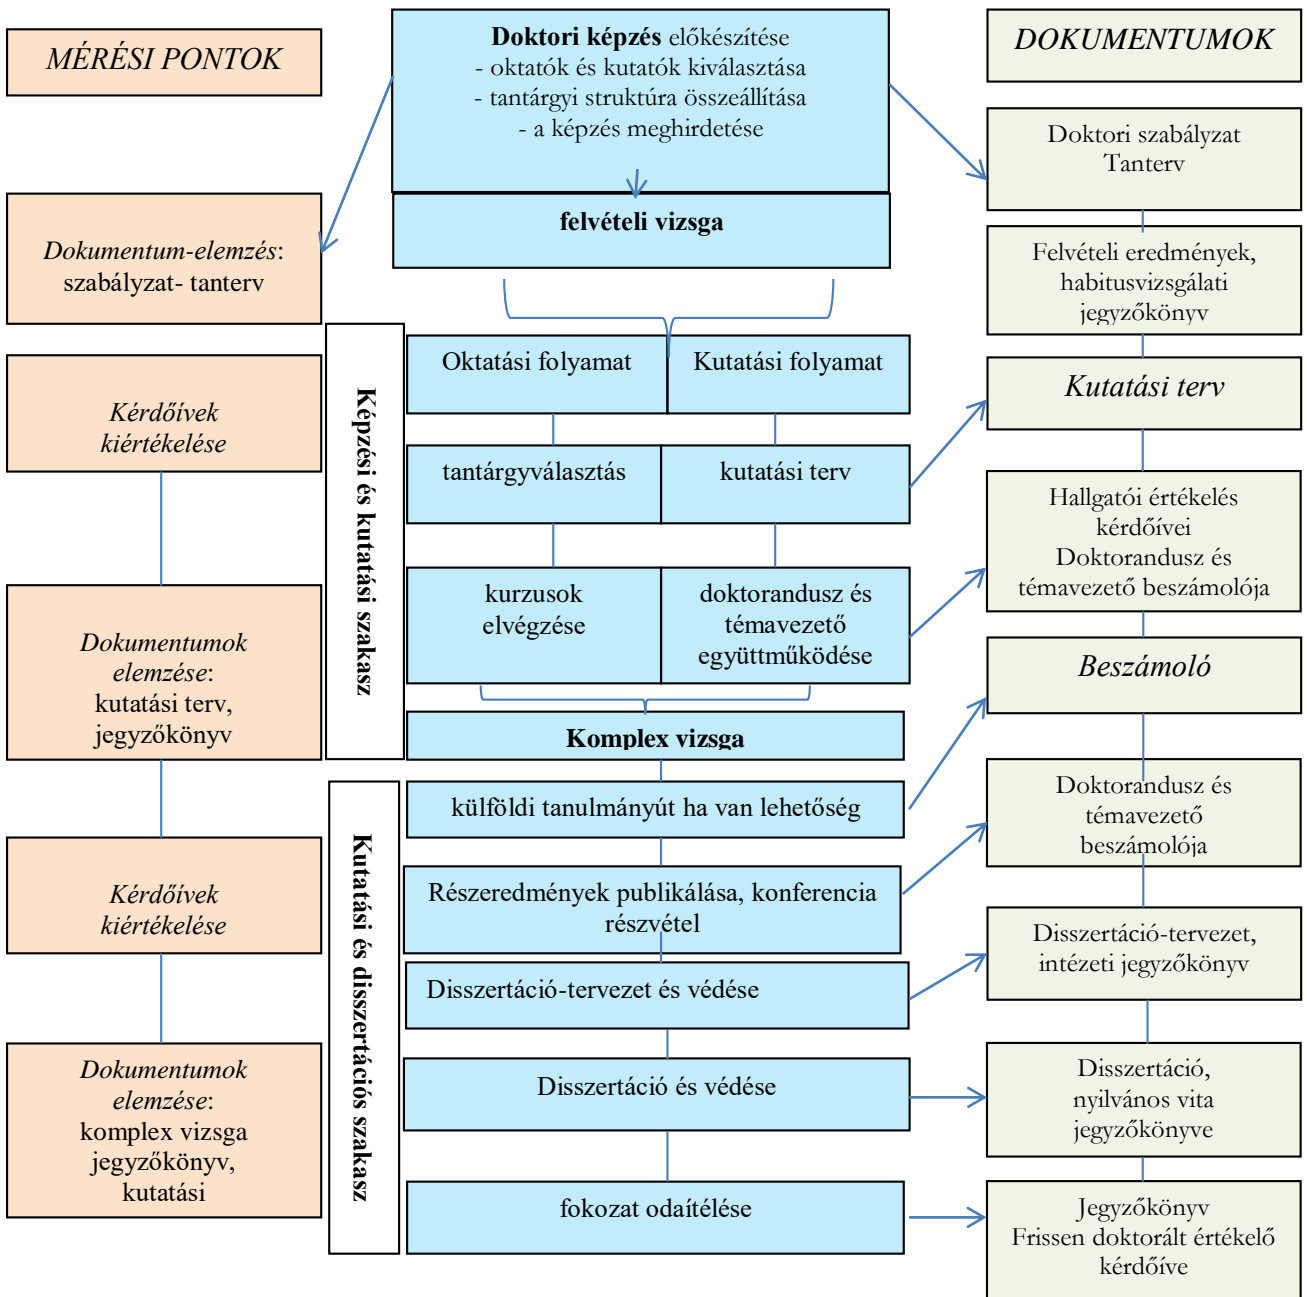 MÉRÉSI PONTOK
Dokumentum-elemzés:
szabályzat- tanterv
Kérdőívek
kiértékelése
Dokumentumok
elemzése:
kutatási terv,
jegyzőkönyv
Kérdőívek
kiértékelése
Dokumentumok
elemzése:
komplex vizsga
jegyzőkönyv,
kutatási
Képzési és kutatási szakasz
Kutatási és disszertációs szakasz
Doktori képzés előkészítése
- oktatók és kutatók kiválasztása
- tantárgyi struktúra összeállítása
- a képzés meghirdetése
felvételi vizsga
Oktatási folyamat
Kutatási folyamat
tantárgyválasztás
kutatási terv
kurzusok
elvégzése
doktorandusz és
témavezető
együttműködése
Komplex vizsga
külföldi tanulmányút ha van lehetőség
Részeredmények publikálása, konferencia
részvétel
Disszertáció-tervezet és védése
Disszertáció és védése
fokozat odaítélése
DOKUMENTUMOK
Doktori szabályzat
Tanterv
Felvételi eredmények,
habitusvizsgálati
jegyzőkönyv
Kutatási terv
Hallgatói értékelés
kérdőívei
Doktorandusz és
témavezető beszámolója
Beszámoló
Doktorandusz és
témavezető
beszámolója
Disszertáció-tervezet,
intézeti jegyzőkönyv
Disszertáció,
nyilvános vita
jegyzőkönyve
Jegyzőkönyv
Frissen doktorált értékelő
kérdőíve